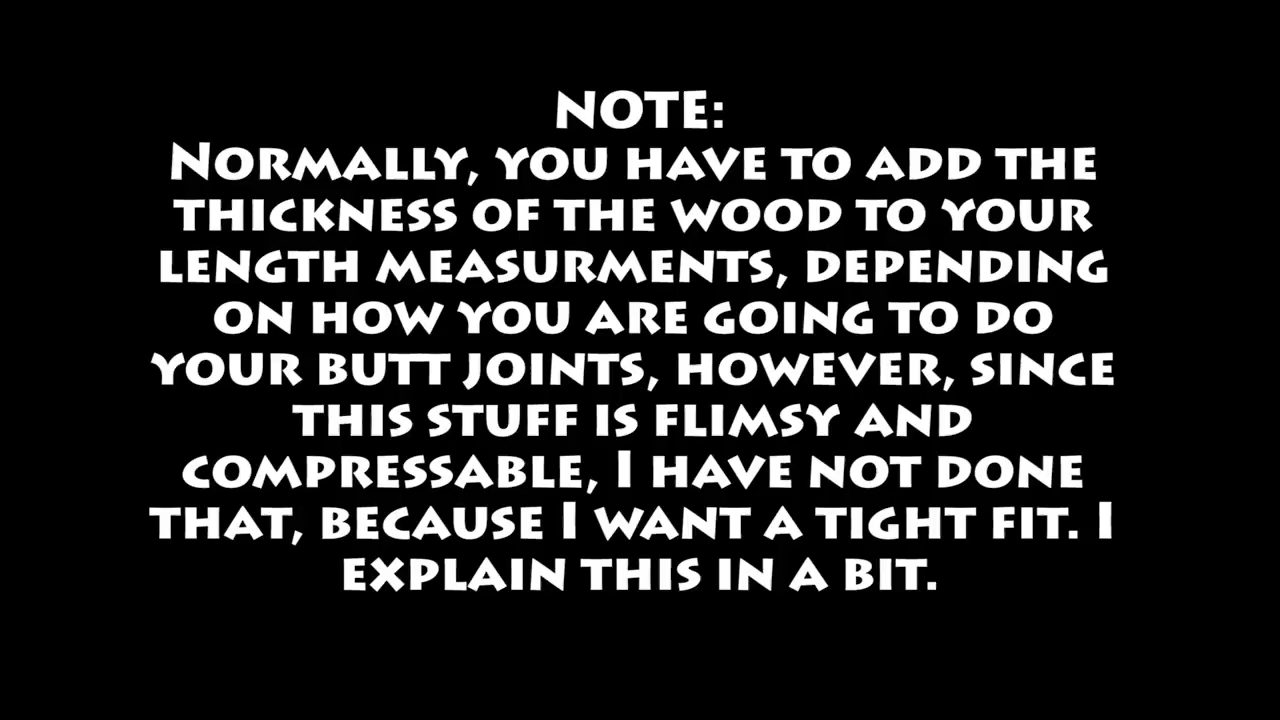 NOTE:
Normally, you have to add the
thickness of the wood to your
length measurments, depending
on how you are going to do
your butt joints, however, since
this stuff is flimsy and
compressable, I have not done
that, because I want a tight fit. I
explain this in a bit.